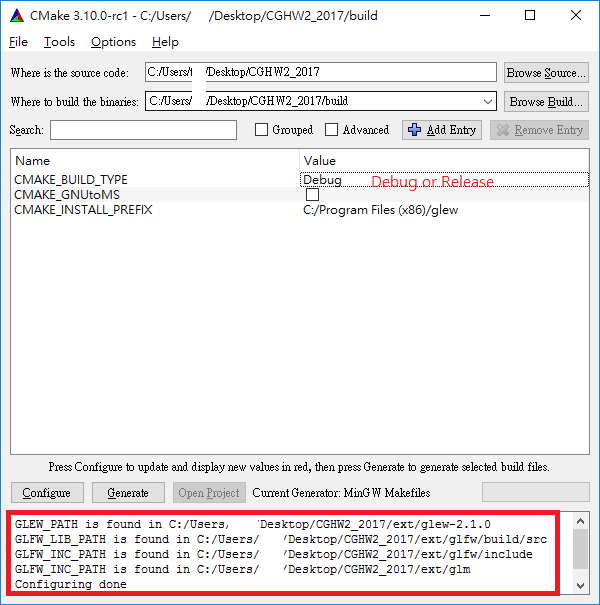 CMake 3.10.0-rc1 - C:/Users/ /Desktop/CGHW2_2017/build
File Tools Options Help
Where is the source code: C:/Users/ /Desktop/CGHW2_2017 Browse Source...
Where to build the binaries: C:/Users/ /Desktop/CGHW2_2017/build Browse Build...
Search: Grouped Advanced Add Entry Remove Entry
Name Value
CMAKE_BUILD_TYPE Debug Debug or Release
CMAKE_GNUtoMS
CMAKE_INSTALL_PREFIX C:/Program Files (x86)/glew
Press Configure to update and display new values in red, then press Generate to generate selected build files.
Configure Generate Open Project Current Generator: MinGW Makefiles
GLEW_PATH is found in C:/Users, Desktop/CGHW2_2017/ext/glew-2.1.0
GLFW_LIB_PATH is found in C:/Users/ /Desktop/CGHW2_2017/ext/glfw/build/src
GLFW_INC_PATH is found in C:/Users/ /Desktop/CGHW2_2017/ext/glfw/include
GLFW_INC_PATH is found in C:/Users/ /Desktop/CGHW2_2017/ext/glm
Configuring done